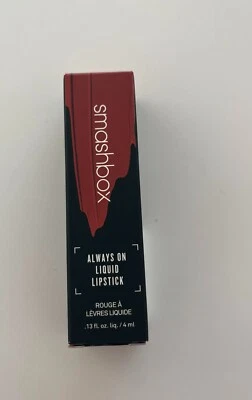 smashbox
ALWAYS ON
LIQUID
LIPSTICK
ROUGE À
LÈVRES LIQUIDE
.13 fl. oz. liq. / 4 ml